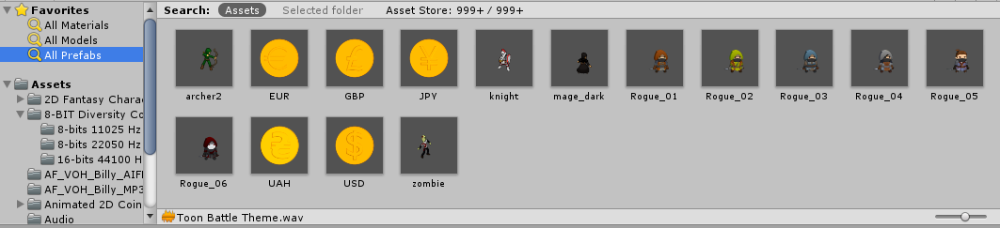 Favorites
All Materials
All Models
All Prefabs
Assets
2D Fantasy Charac
8-BIT Diversity Co
8-bits 11025 Hz
8-bits 22050 Hz
16-bits 44100 H
AF_VOH_Billy_AIF
AF_VOH_Billy_MP3
Animated 2D Coin
Audio
Search: Assets Selected folder Asset Store: 999+ / 999+
archer2 EUR GBP JPY knight mage_dark Rogue_01 Rogue_02 Rogue_03 Rogue_04 Rogue_05
Rogue_06 UAH USD zombie
Toon Battle Theme.wav